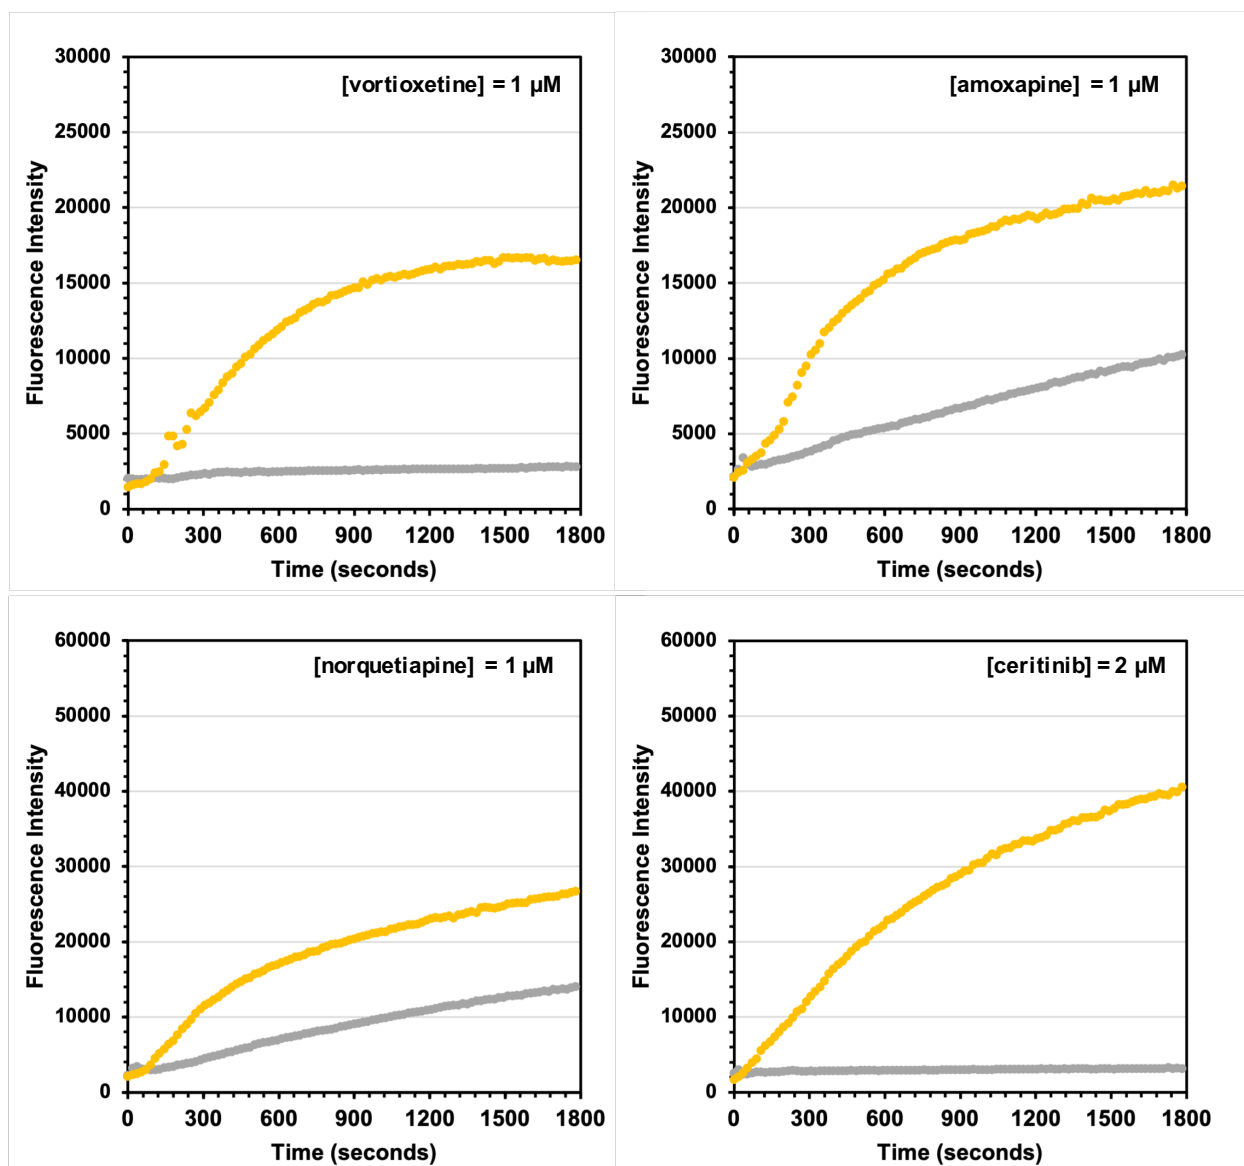 30000
[vortioxetine] = 1 µM
25000
20000
15000
10000
5000
0
Fluorescence Intensity
0 300 600 900 1200 1500 1800
Time (seconds)
30000
[amoxapine] = 1 µM
25000
20000
15000
10000
5000
0
Fluorescence Intensity
0 300 600 900 1200 1500 1800
Time (seconds)
60000
[norquetiapine] = 1 µM
50000
40000
30000
20000
10000
0
Fluorescence Intensity
0 300 600 900 1200 1500 1800
Time (seconds)
60000
[ceritinib] = 2 µM
50000
40000
30000
20000
10000
0
Fluorescence Intensity
0 300 600 900 1200 1500 1800
Time (seconds)